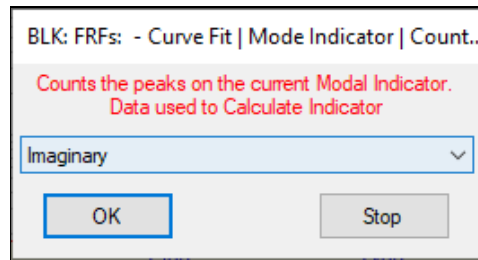 BLK: FRFs:  - Curve Fit | Mode Indicator | Count..
Counts the peaks on the current Modal Indicator.
Data used to Calculate Indicator
Imaginary
OK
Stop